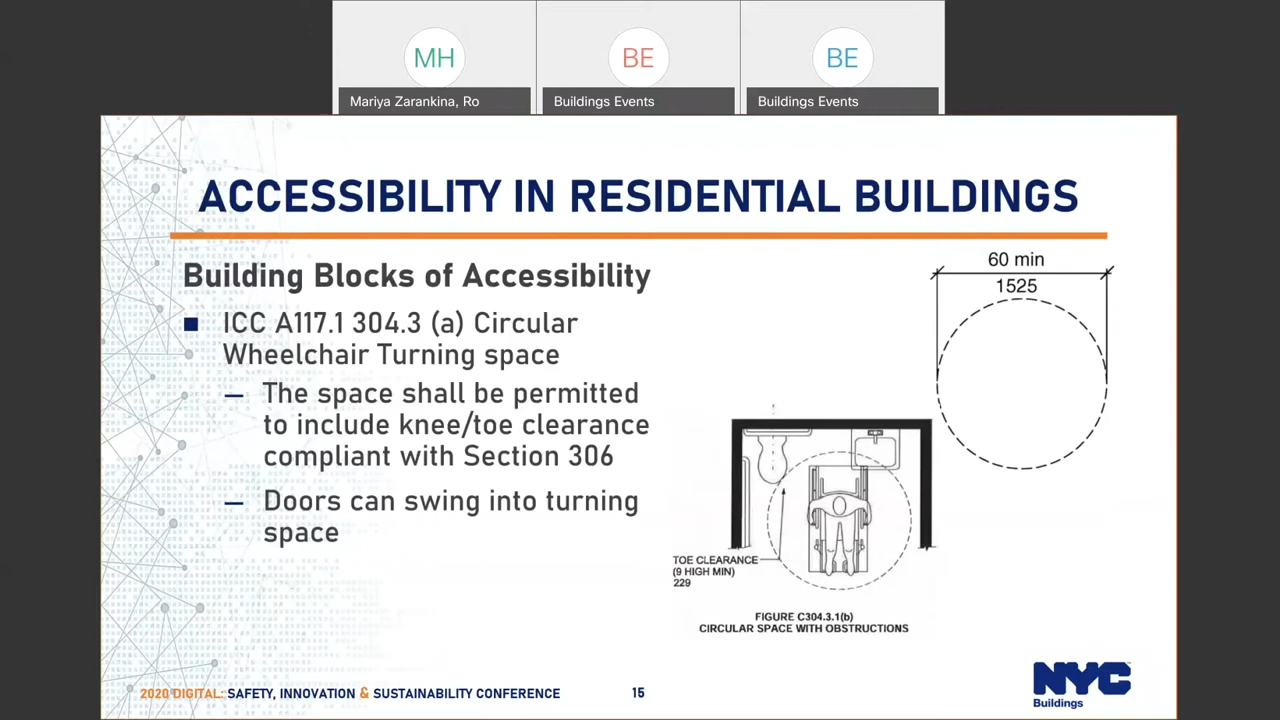 MH
BE
BE
Mariya Zarankina, Ro
Buildings Events
Buildings Events
ACCESSIBILITY IN RESIDENTIAL BUILDINGS
Building Blocks of Accessibility
ICC A117.1 304.3 (a) Circular
Wheelchair Turning space
– The space shall be permitted
to include knee/toe clearance
compliant with Section 306
– Doors can swing into turning
space
60 min
1525
TOE CLEARANCE
(9 HIGH MIN)
229
FIGURE C304.3.1(b)
CIRCULAR SPACE WITH OBSTRUCTIONS
2020 DIGITAL: SAFETY, INNOVATION & SUSTAINABILITY CONFERENCE
15
NYC
Buildings